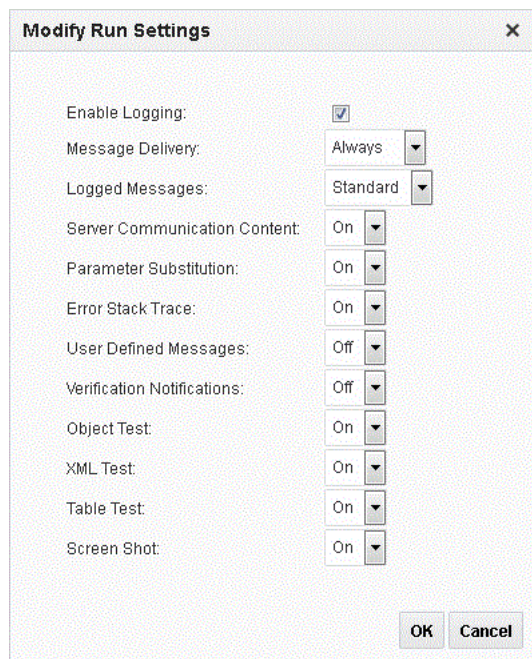 Modify Run Settings
Enable Logging:
Message Delivery: Always
Logged Messages: Standard
Server Communication Content: On
Parameter Substitution: On
Error Stack Trace: On
User Defined Messages: Off
Verification Notifications: Off
Object Test: On
XML Test: On
Table Test: On
Screen Shot: On
OK Cancel